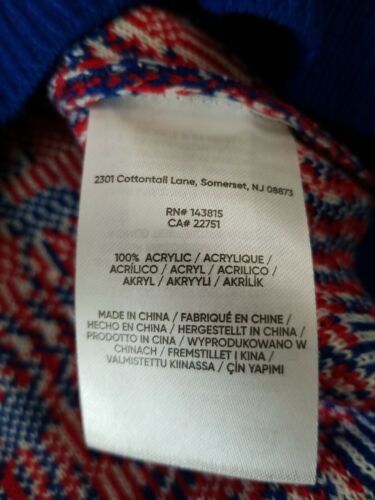 2301 Cottontail Lane, Somerset, NJ 08873
RN# 143815
CA# 22751
100% ACRYLIC / ACRYLIQUE /
ACRÍLICO / ACRYL / ACRILICO /
AKRYL / AKRYYLI / AKRİLİK
MADE IN CHINA / FABRIQUÉ EN CHINE /
HECHO EN CHINA / HERGESTELLT IN CHINA /
PRODOTTO IN CINA / WYPRODUKOWANO W
CHINACH / FREMSTILLET I KINA /
VALMISTETTU KIINASSA / ÇİN YAPIMI